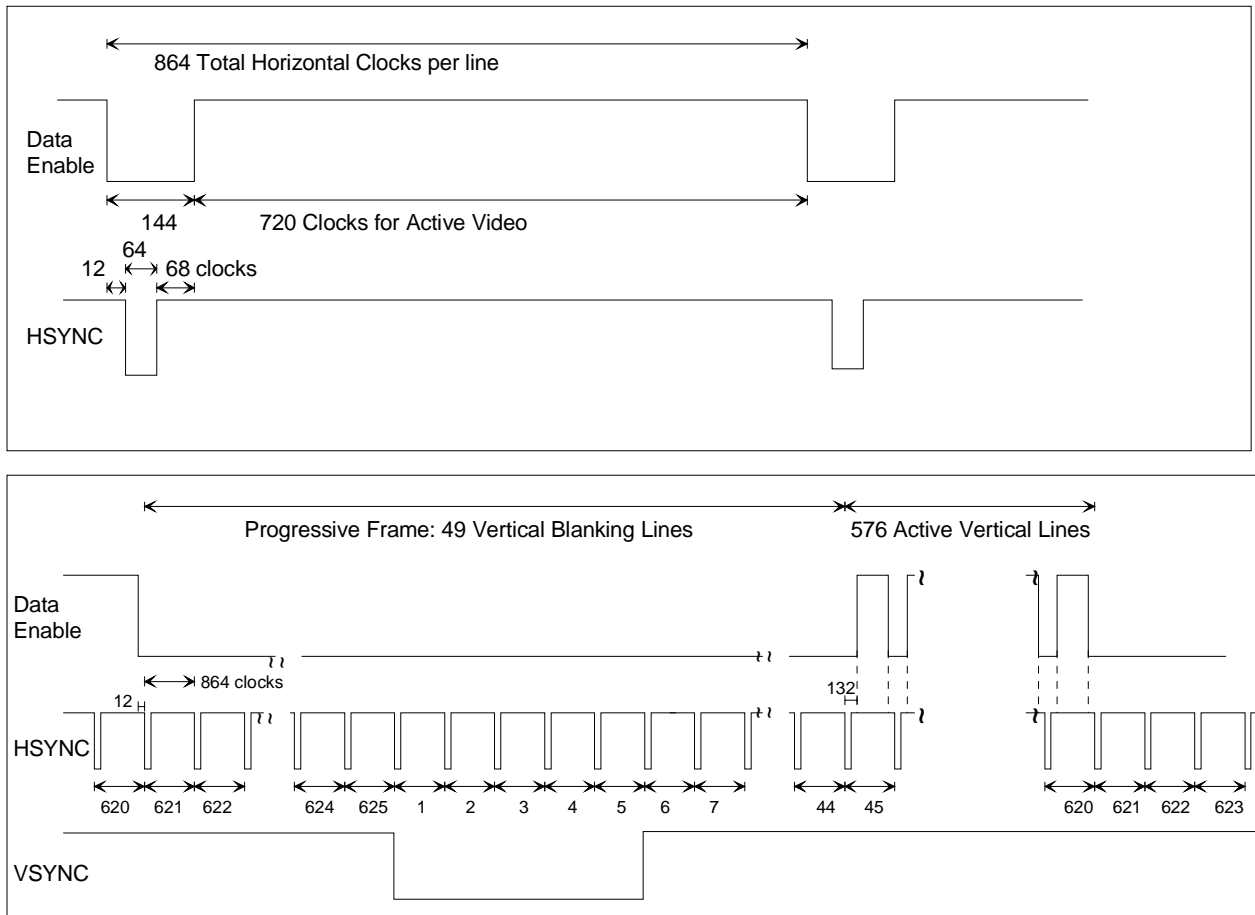 864 Total Horizontal Clocks per line
Data
Enable
144
720 Clocks for Active Video
64
12
68 clocks
HSYNC
Progressive Frame: 49 Vertical Blanking Lines
576 Active Vertical Lines
Data
Enable
864 clocks
12
132
HSYNC
620
621
622
624
625
1
2
3
4
5
6
7
44
45
620
621
622
623
VSYNC